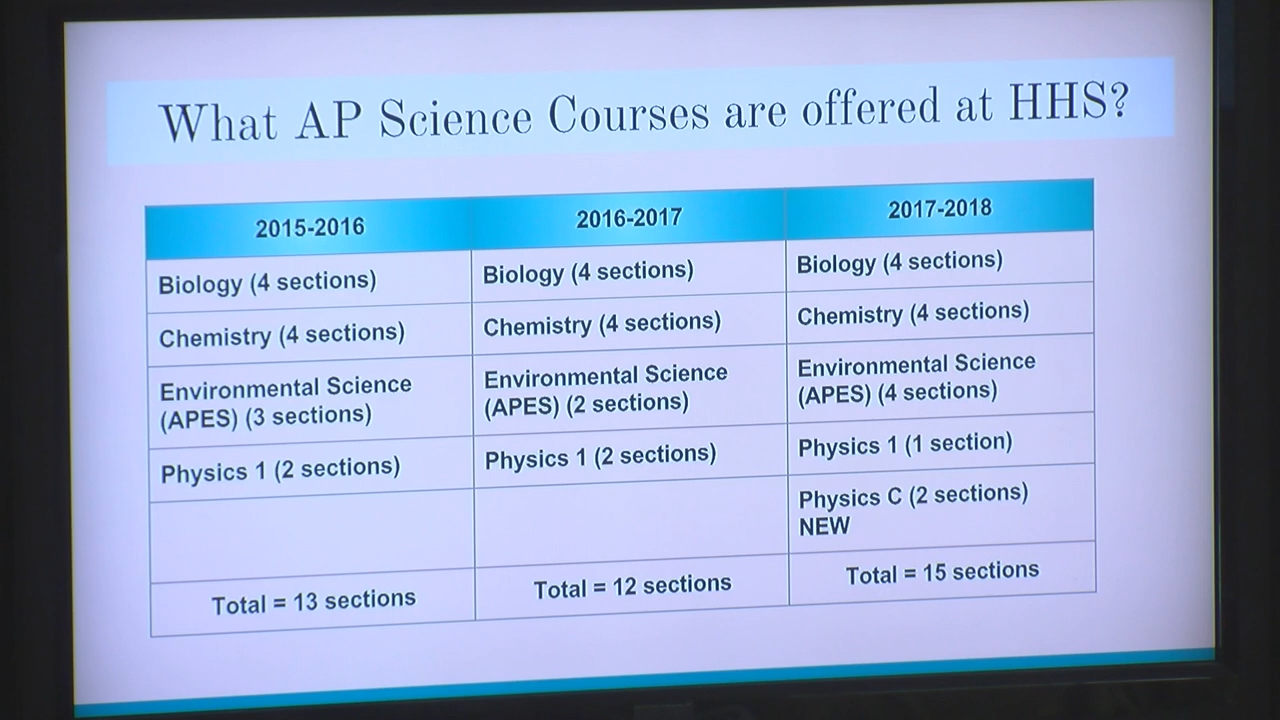 What AP Science Courses are offered at HHS?
2015-2016
2016-2017
2017-2018
Biology (4 sections)
Biology (4 sections)
Biology (4 sections)
Chemistry (4 sections)
Chemistry (4 sections)
Chemistry (4 sections)
Environmental Science
(APES) (3 sections)
Environmental Science
(APES) (2 sections)
Environmental Science
(APES) (4 sections)
Physics 1 (2 sections)
Physics 1 (2 sections)
Physics 1 (1 section)
Physics C (2 sections)
NEW
Total = 13 sections
Total = 12 sections
Total = 15 sections